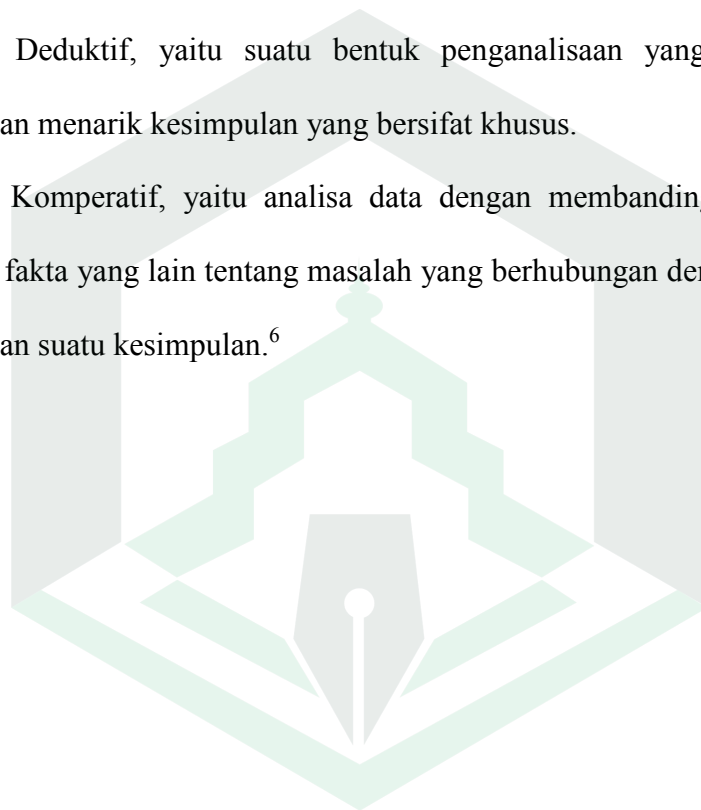 Deduktif, yaitu suatu bentuk penganalisaan yang
an menarik kesimpulan yang bersifat khusus.
Komperatif, yaitu analisa data dengan membanding
fakta yang lain tentang masalah yang berhubungan de
an suatu kesimpulan.⁶